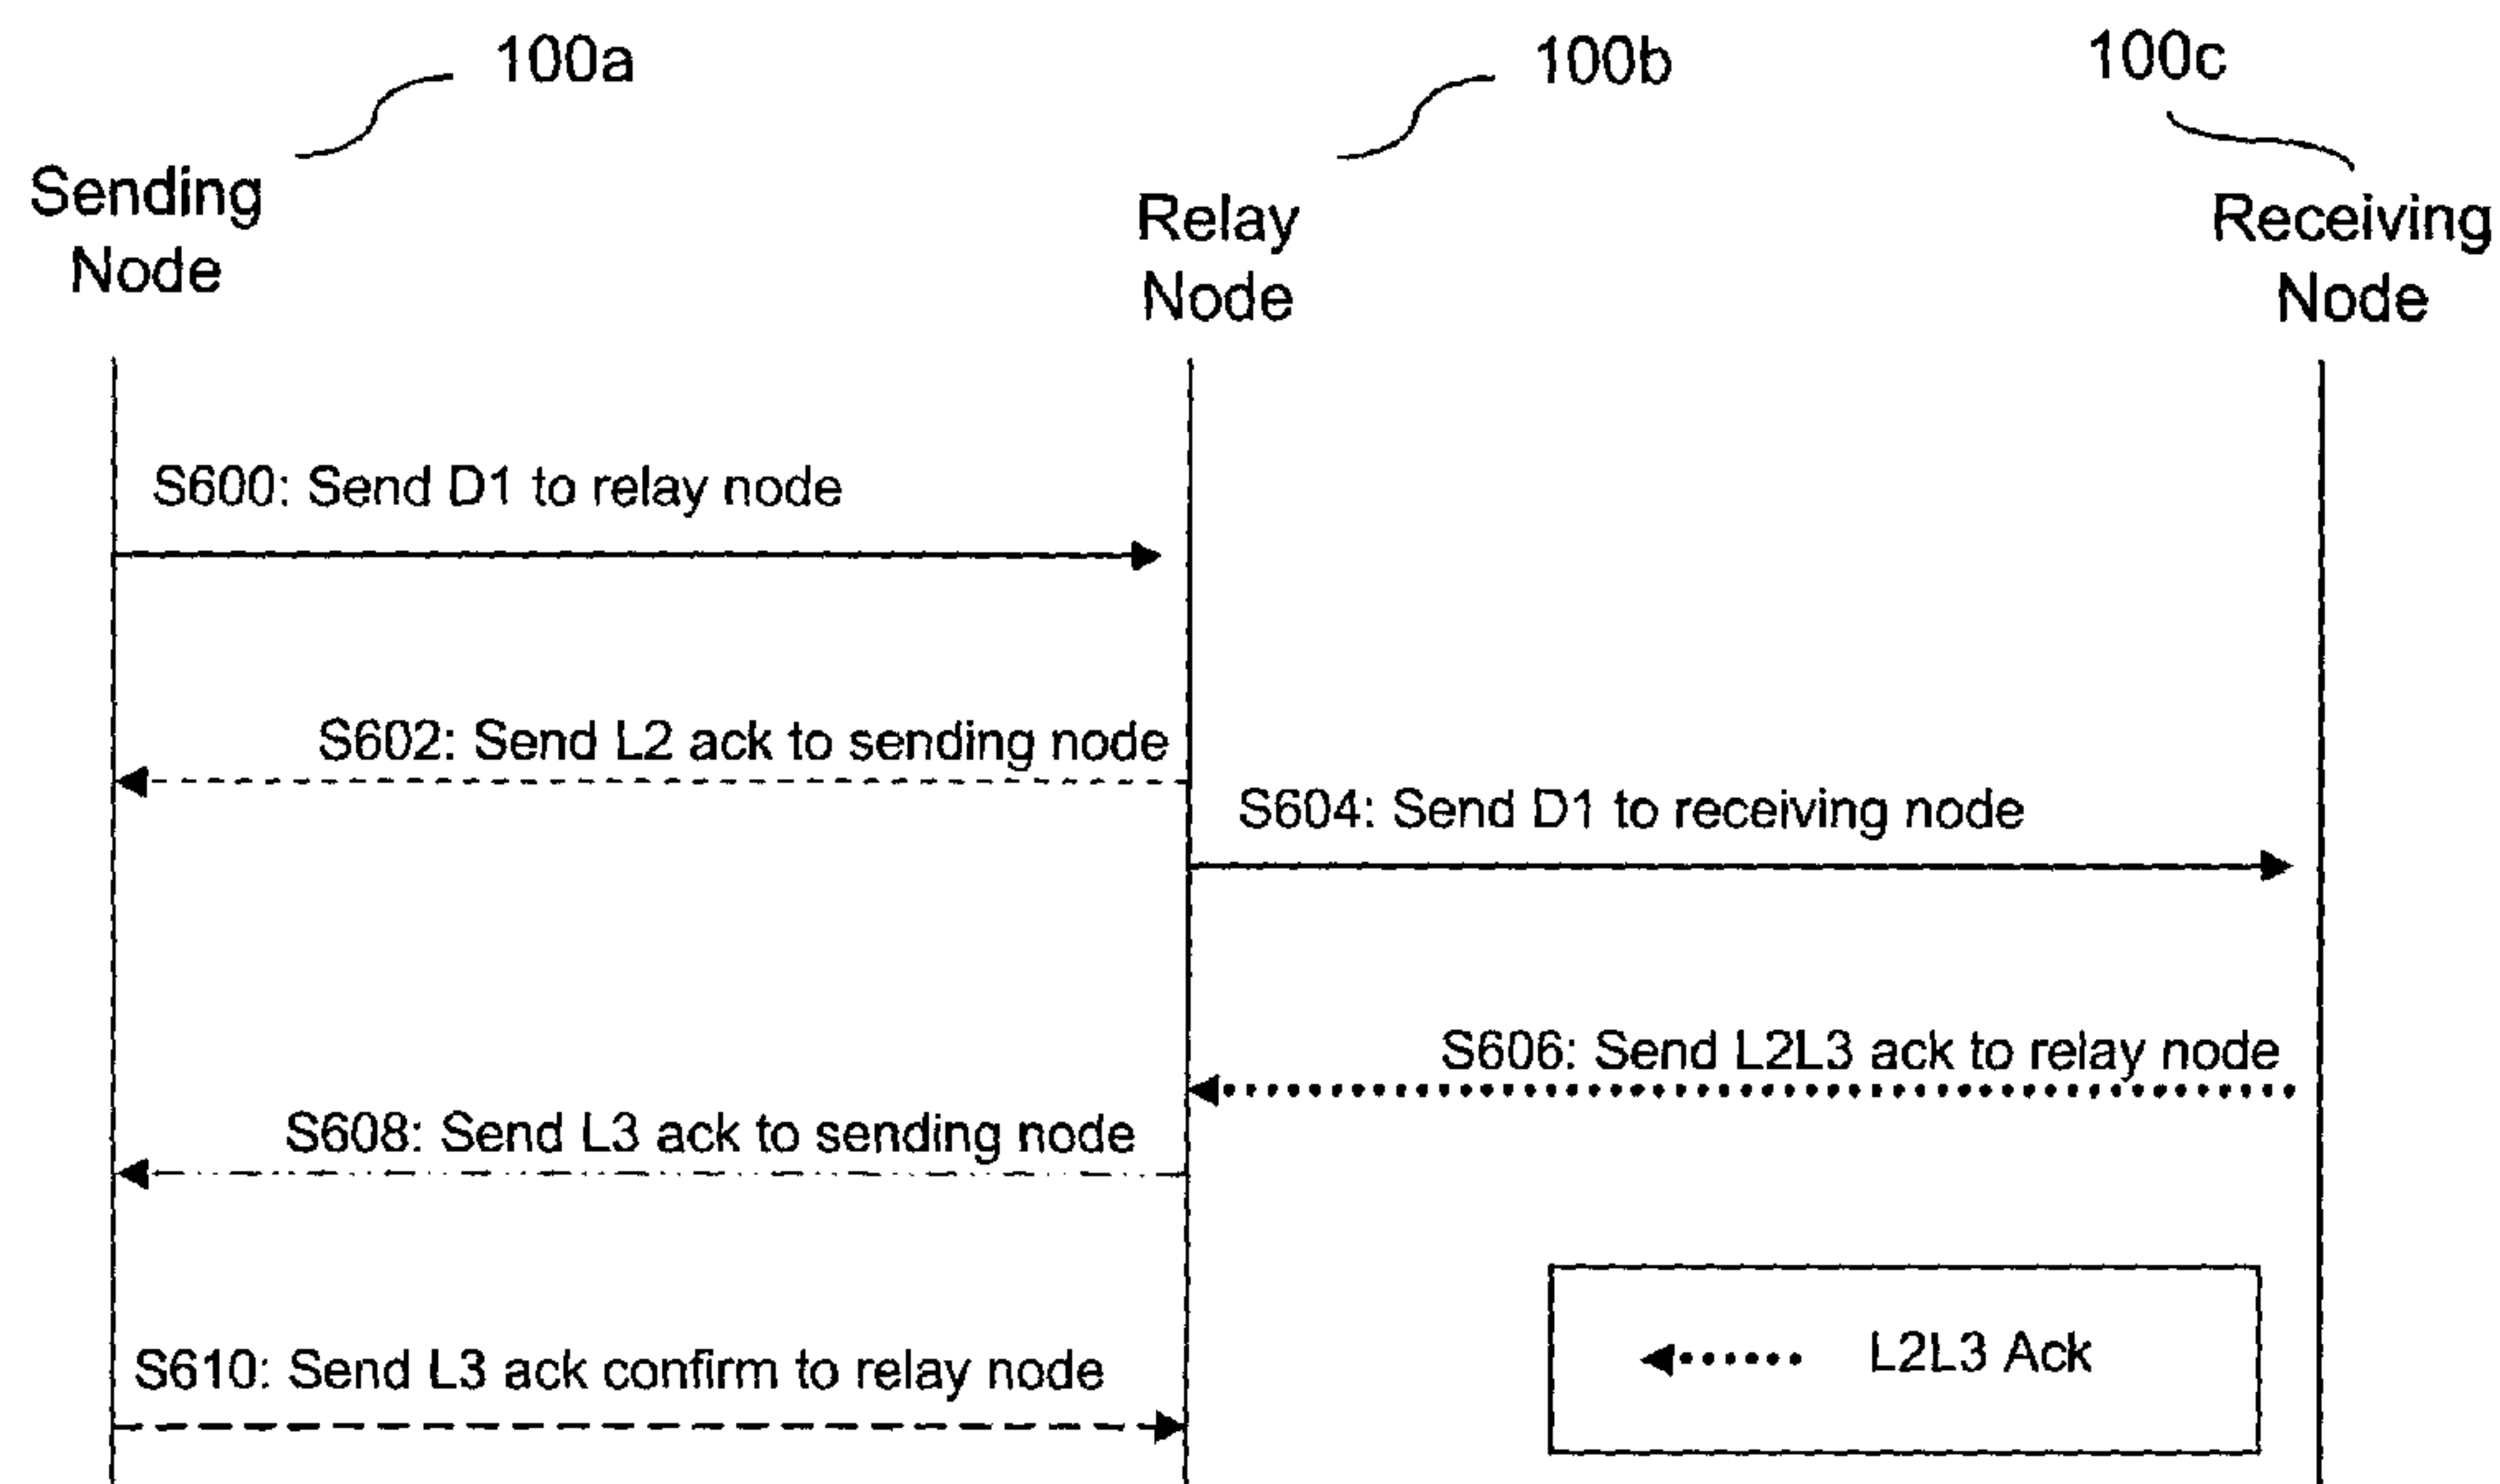 100a
100b
100c
Sending
Node
Relay
Node
Receiving
Node
S600: Send D1 to relay node
S602: Send L2 ack to sending node
S604: Send D1 to receiving node
S606: Send L2L3 ack to relay node
S608: Send L3 ack to sending node
S610: Send L3 ack confirm to relay node
L2L3 Ack